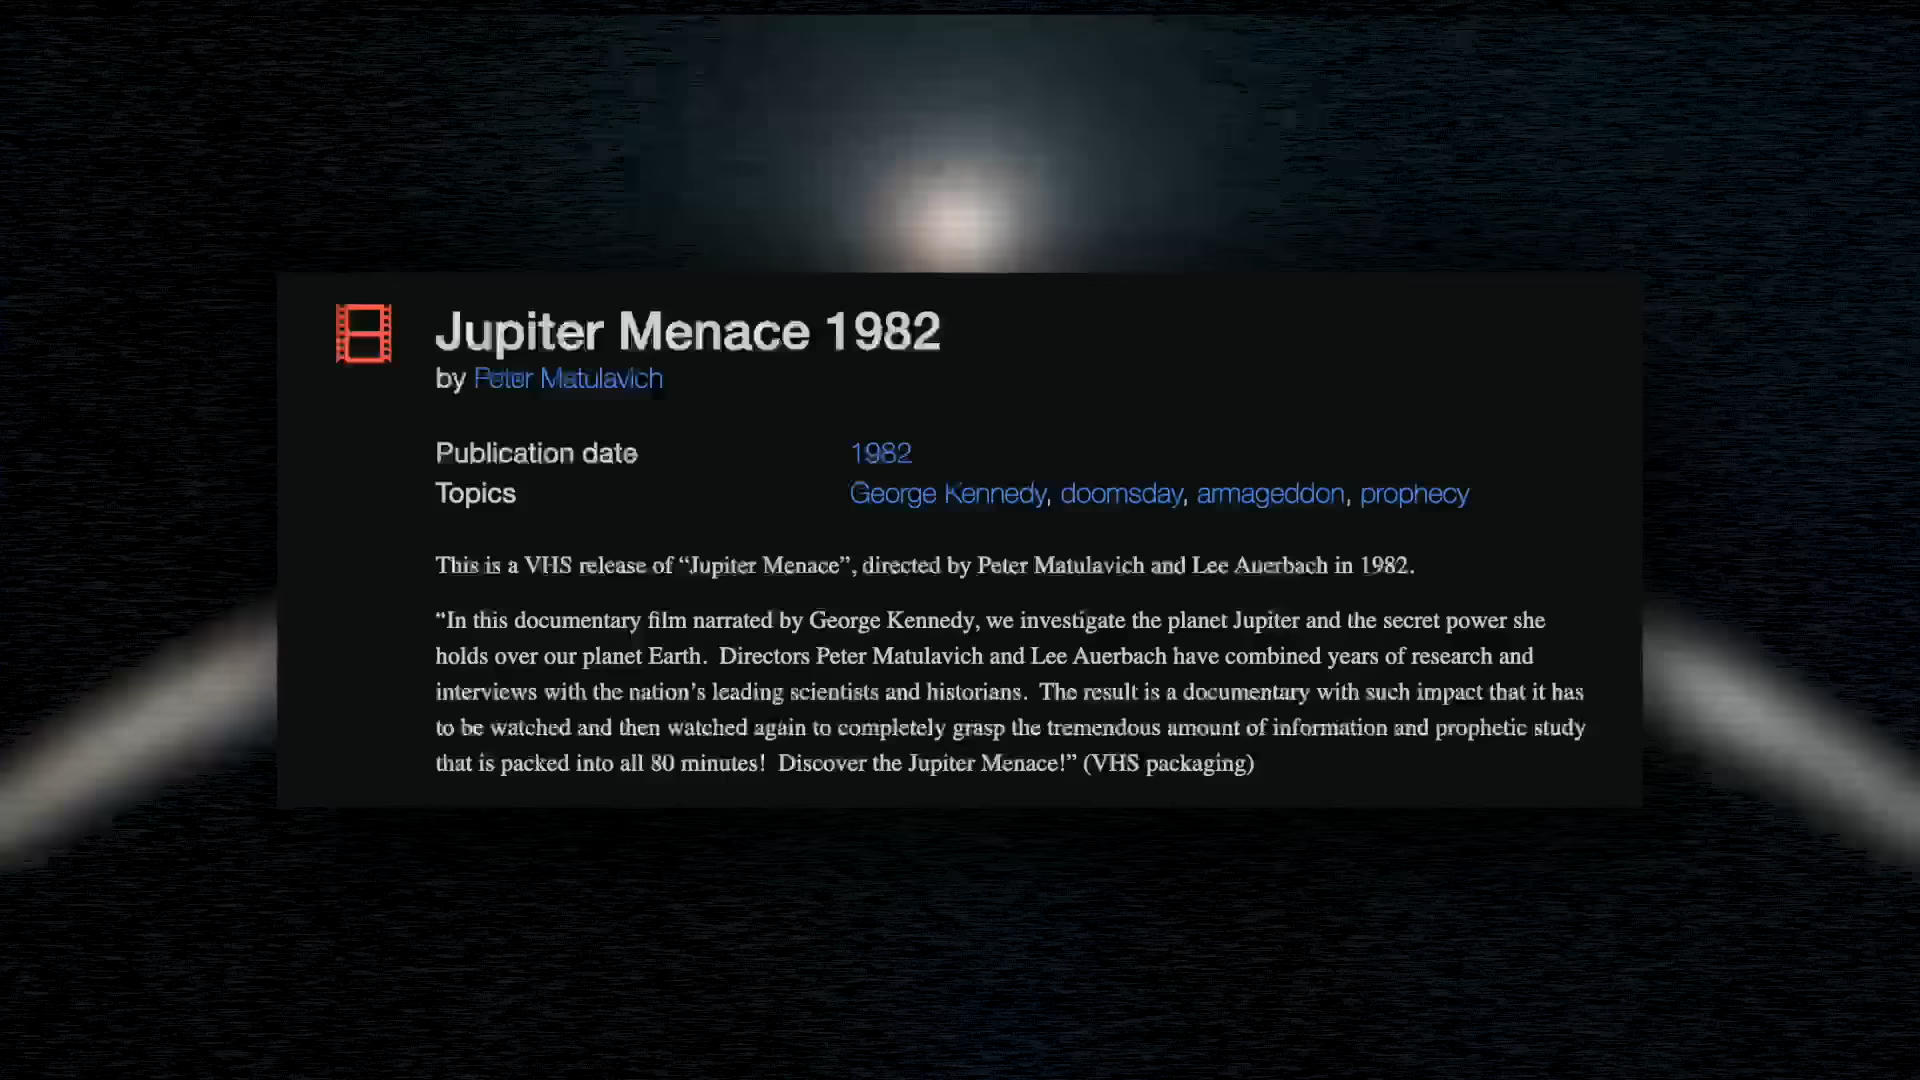 Jupiter Menace 1982
by Peter Matulavich
Publication date 1982
Topics George Kennedy, doomsday, armageddon, prophecy
This is a VHS release of “Jupiter Menace”, directed by Peter Matulavich and Lee Auerbach in 1982.
“In this documentary film narrated by George Kennedy, we investigate the planet Jupiter and the secret power she
holds over our planet Earth.  Directors Peter Matulavich and Lee Auerbach have combined years of research and
interviews with the nation’s leading scientists and historians.  The result is a documentary with such impact that it has
to be watched and then watched again to completely grasp the tremendous amount of information and prophetic study
that is packed into all 80 minutes!  Discover the Jupiter Menace!” (VHS packaging)